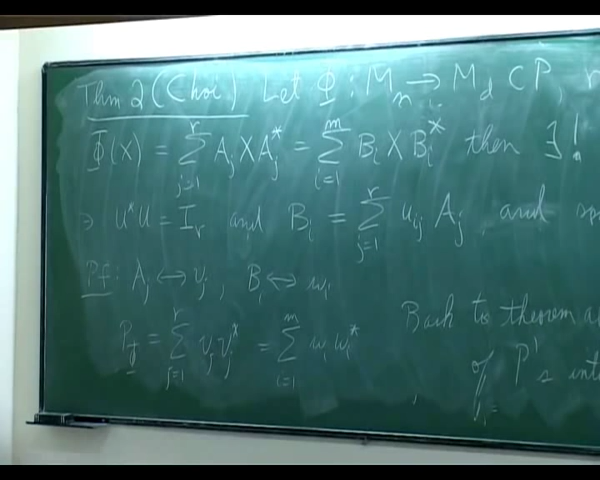 Thm 2 (Choi) Let Φ : M_n → M_d CP, r
Φ(X) = Σ_{j=1}^{r} A_j X A_j^* = Σ_{i=1}^{m} B_i X B_i^* then ∃!
∋ U^*U = I_r and B_i = Σ_{j=1}^{r} u_{ij} A_j and sp
Pf: A_j ↔ v_j, B_i ↔ w_i
P_Φ = Σ_{j=1}^{r} v_j v_j^* = Σ_{i=1}^{m} w_i w_i^*
Back to theorem a
of P's int